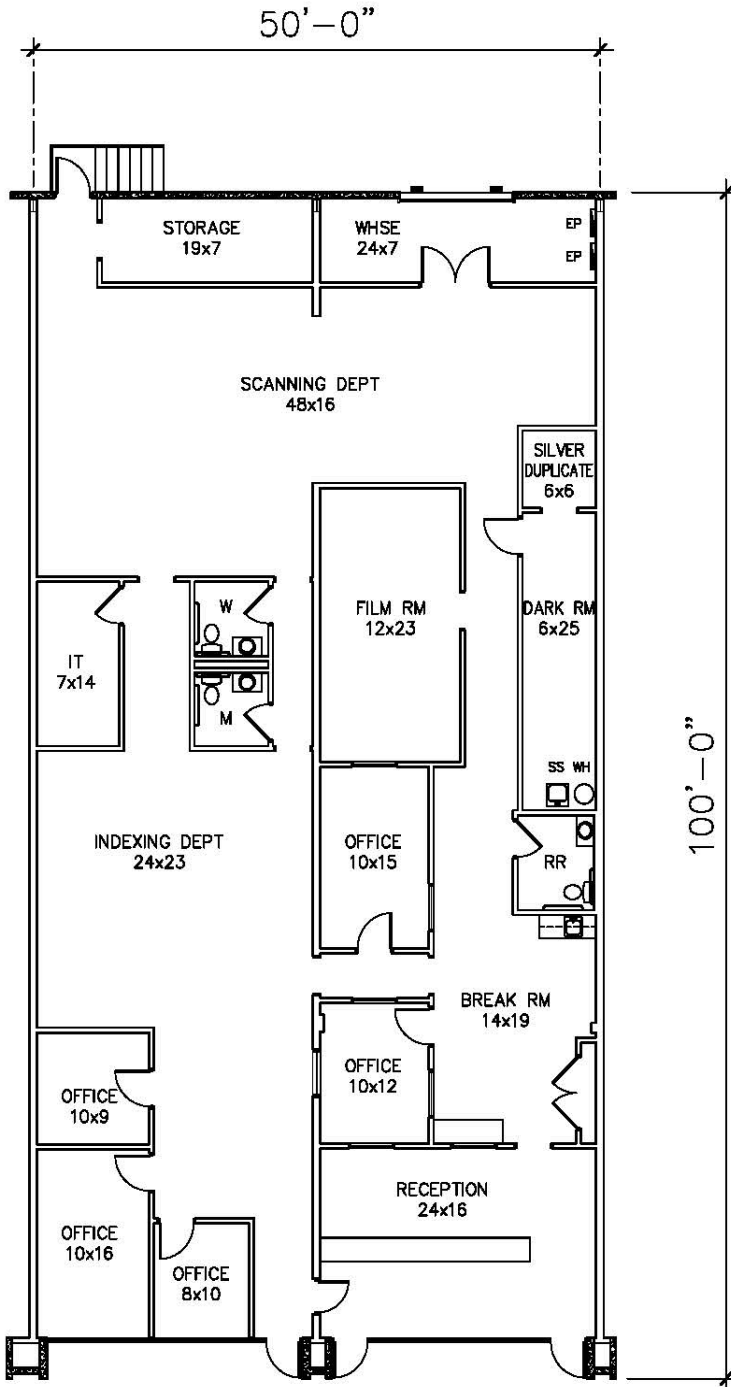 50'-0"
STORAGE
19x7
WHSE
24x7
EP
EP
SCANNING DEPT
48x16
SILVER
DUPLICATE
6x6
FILM RM
12x23
DARK RM
6x25
W
IT
7x14
M
SS WH
100'-0"
INDEXING DEPT
24x23
OFFICE
10x15
RR
BREAK RM
14x19
OFFICE
10x12
OFFICE
10x9
RECEPTION
24x16
OFFICE
10x16
OFFICE
8x10